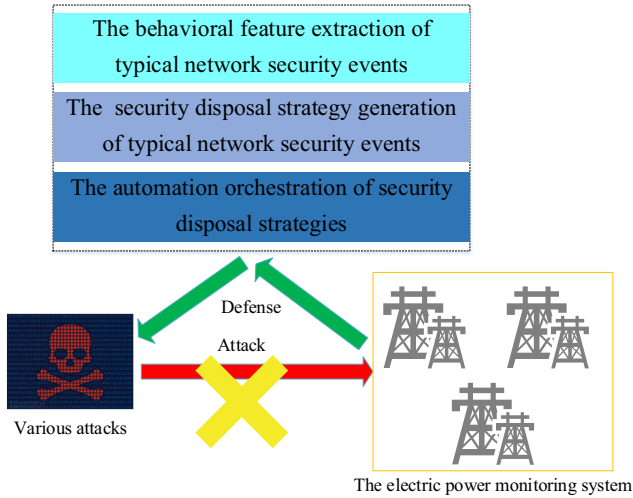 The behavioral feature extraction of
typical network security events
The security disposal strategy generation
of typical network security events
The automation orchestration of security
disposal strategies
Defense
Attack
Various attacks
The electric power monitoring system